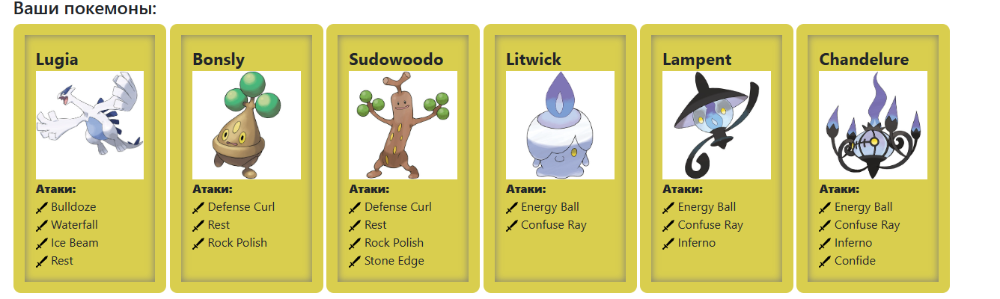 Ваши покемоны:
Lugia
Атаки:
Bulldoze
Waterfall
Ice Beam
Rest
Bonsly
Атаки:
Defense Curl
Rest
Rock Polish
Sudowoodo
Атаки:
Defense Curl
Rest
Rock Polish
Stone Edge
Litwick
Атаки:
Energy Ball
Confuse Ray
Lampent
Атаки:
Energy Ball
Confuse Ray
Inferno
Chandelure
Атаки:
Energy Ball
Confuse Ray
Inferno
Confide